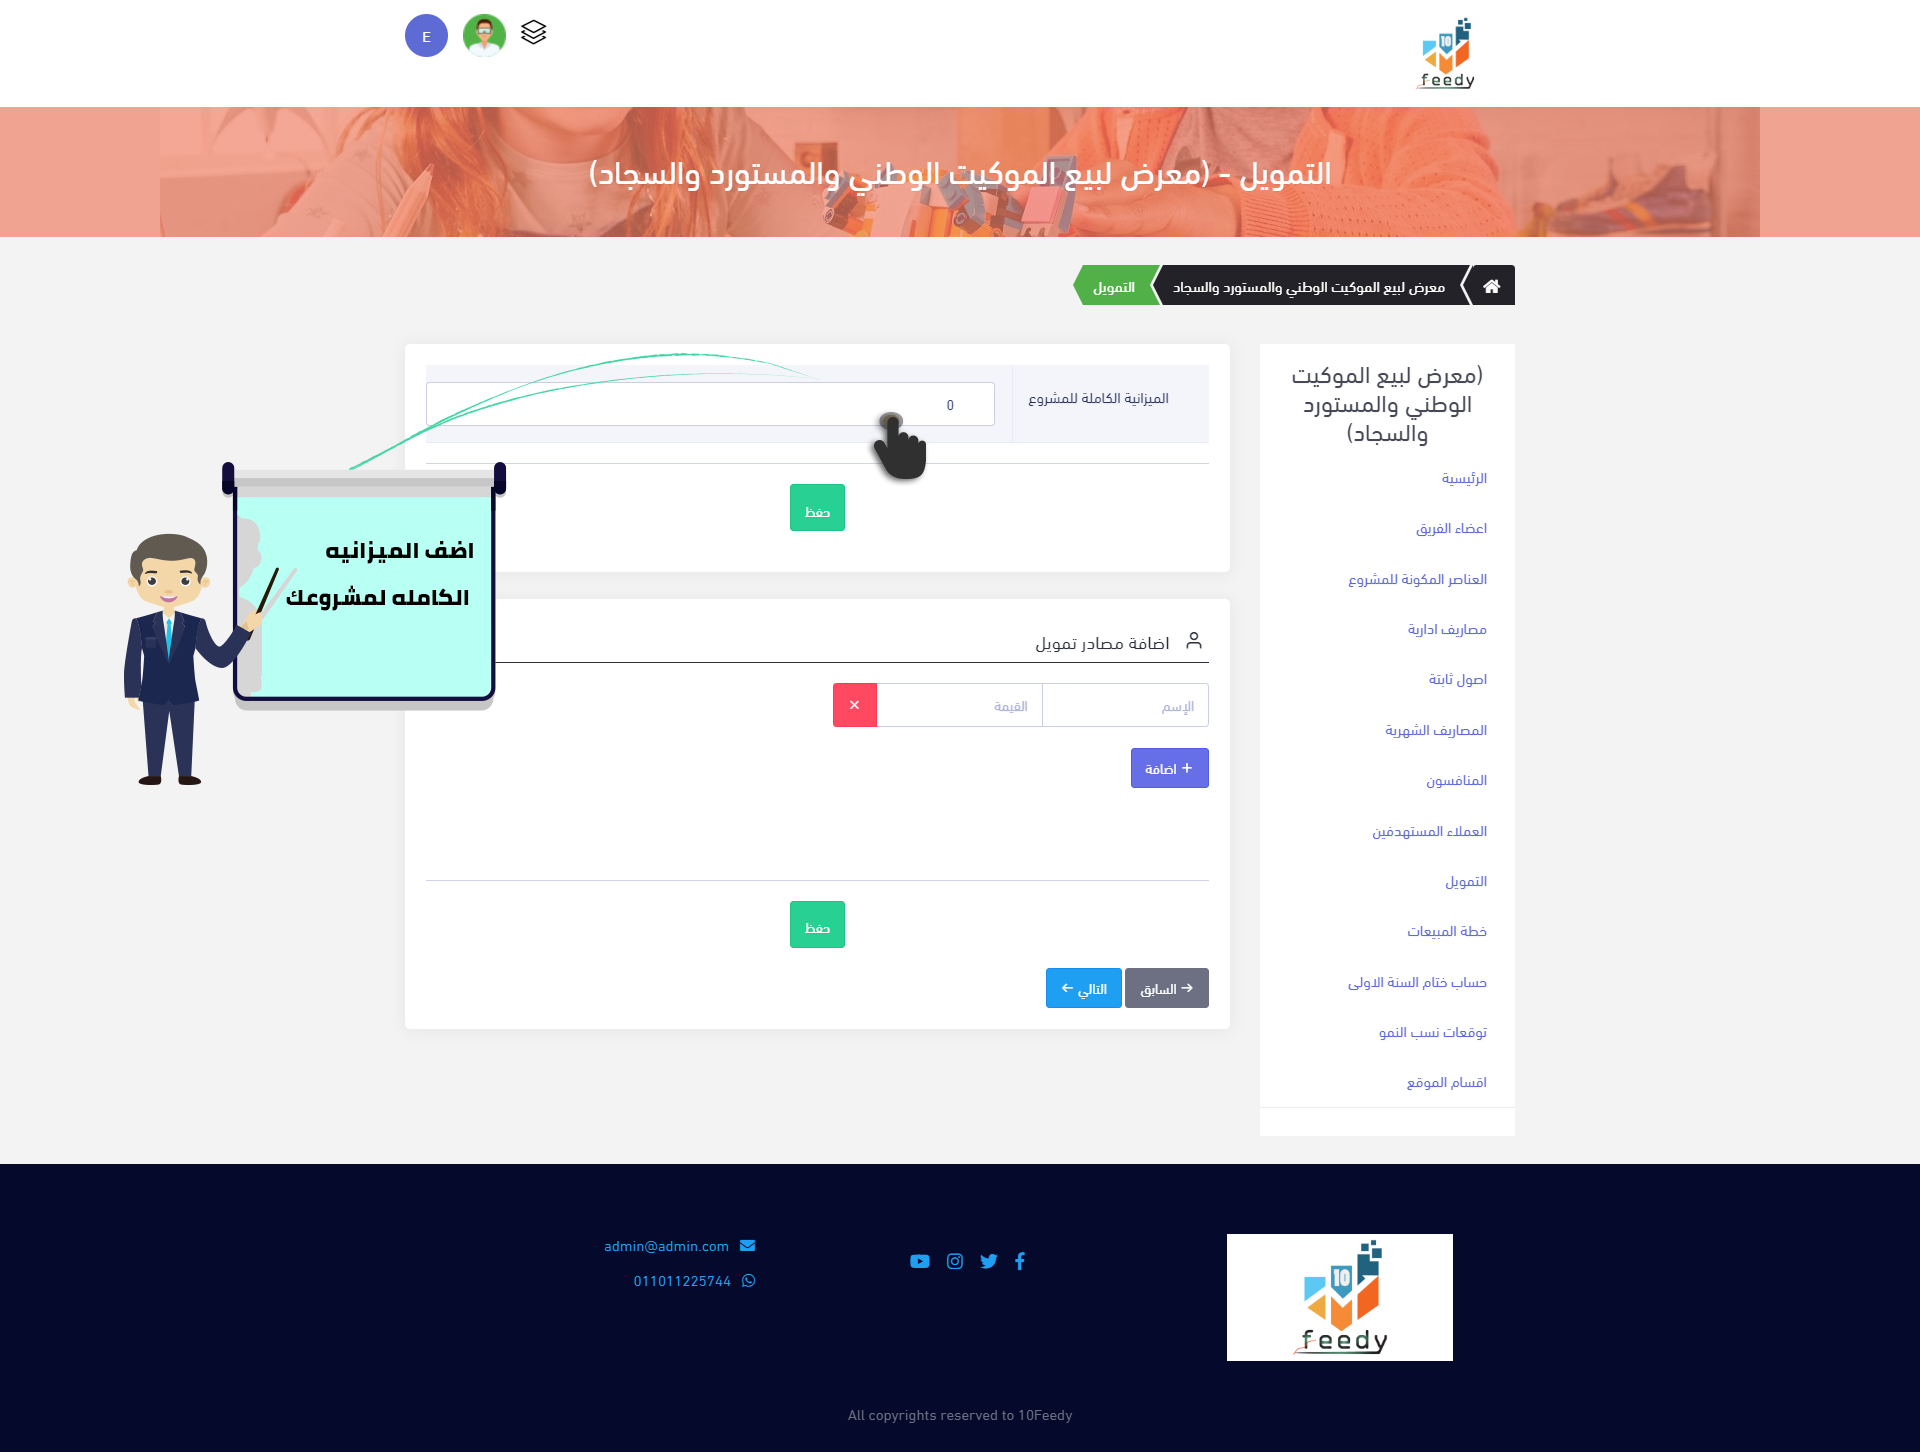 E
10
feedy
التمويل - (معرض لبيع الموكيت الوطني والمستورد والسجاد)
معرض لبيع الموكيت الوطني والمستورد والسجاد
التمويل
(معرض لبيع الموكيت
الوطني والمستورد
والسجاد)
الرئيسية
اعضاء الفريق
العناصر المكونة للمشروع
مصاريف ادارية
اصول ثابتة
المصاريف الشهرية
المنافسون
العملاء المستهدفين
التمويل
خطة المبيعات
حساب ختام السنة الاولى
توقعات نسب النمو
اقسام الموقع
الميزانية الكاملة للمشروع
0
حفظ
اضف الميزانيه
الكامله لمشروعك
اضافة مصادر تمويل
الإسم
القيمة
اضافة
حفظ
السابق
التالي
10
feedy
admin@admin.com
011011225744
All copyrights reserved to 10Feedy